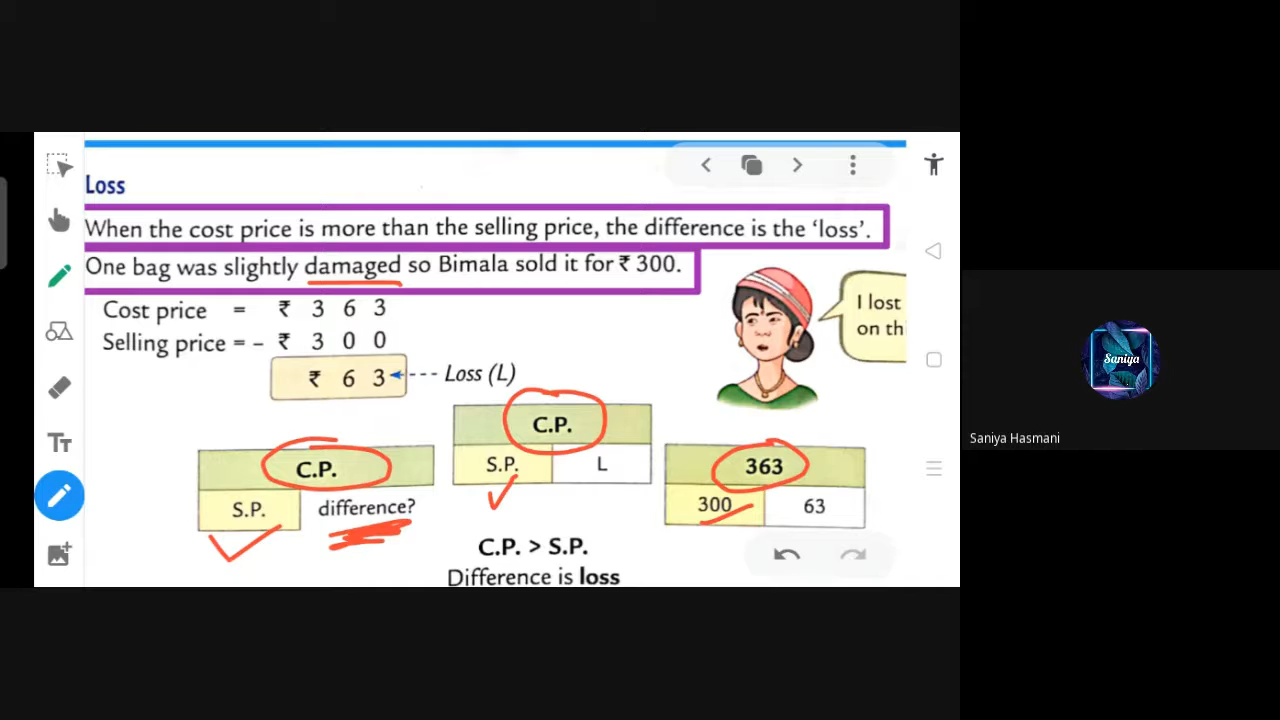 Loss
When the cost price is more than the selling price, the difference is the ‘loss’.
One bag was slightly damaged so Bimala sold it for ₹ 300.
Cost price = ₹ 3 6 3
Selling price = – ₹ 3 0 0
₹ 6 3 Loss (L)
I lost
on thi
C.P.
S.P. difference?
C.P.
S.P. L
363
300 63
C.P. > S.P.
Difference is loss
Tт
Saniya
Saniya Hasmani